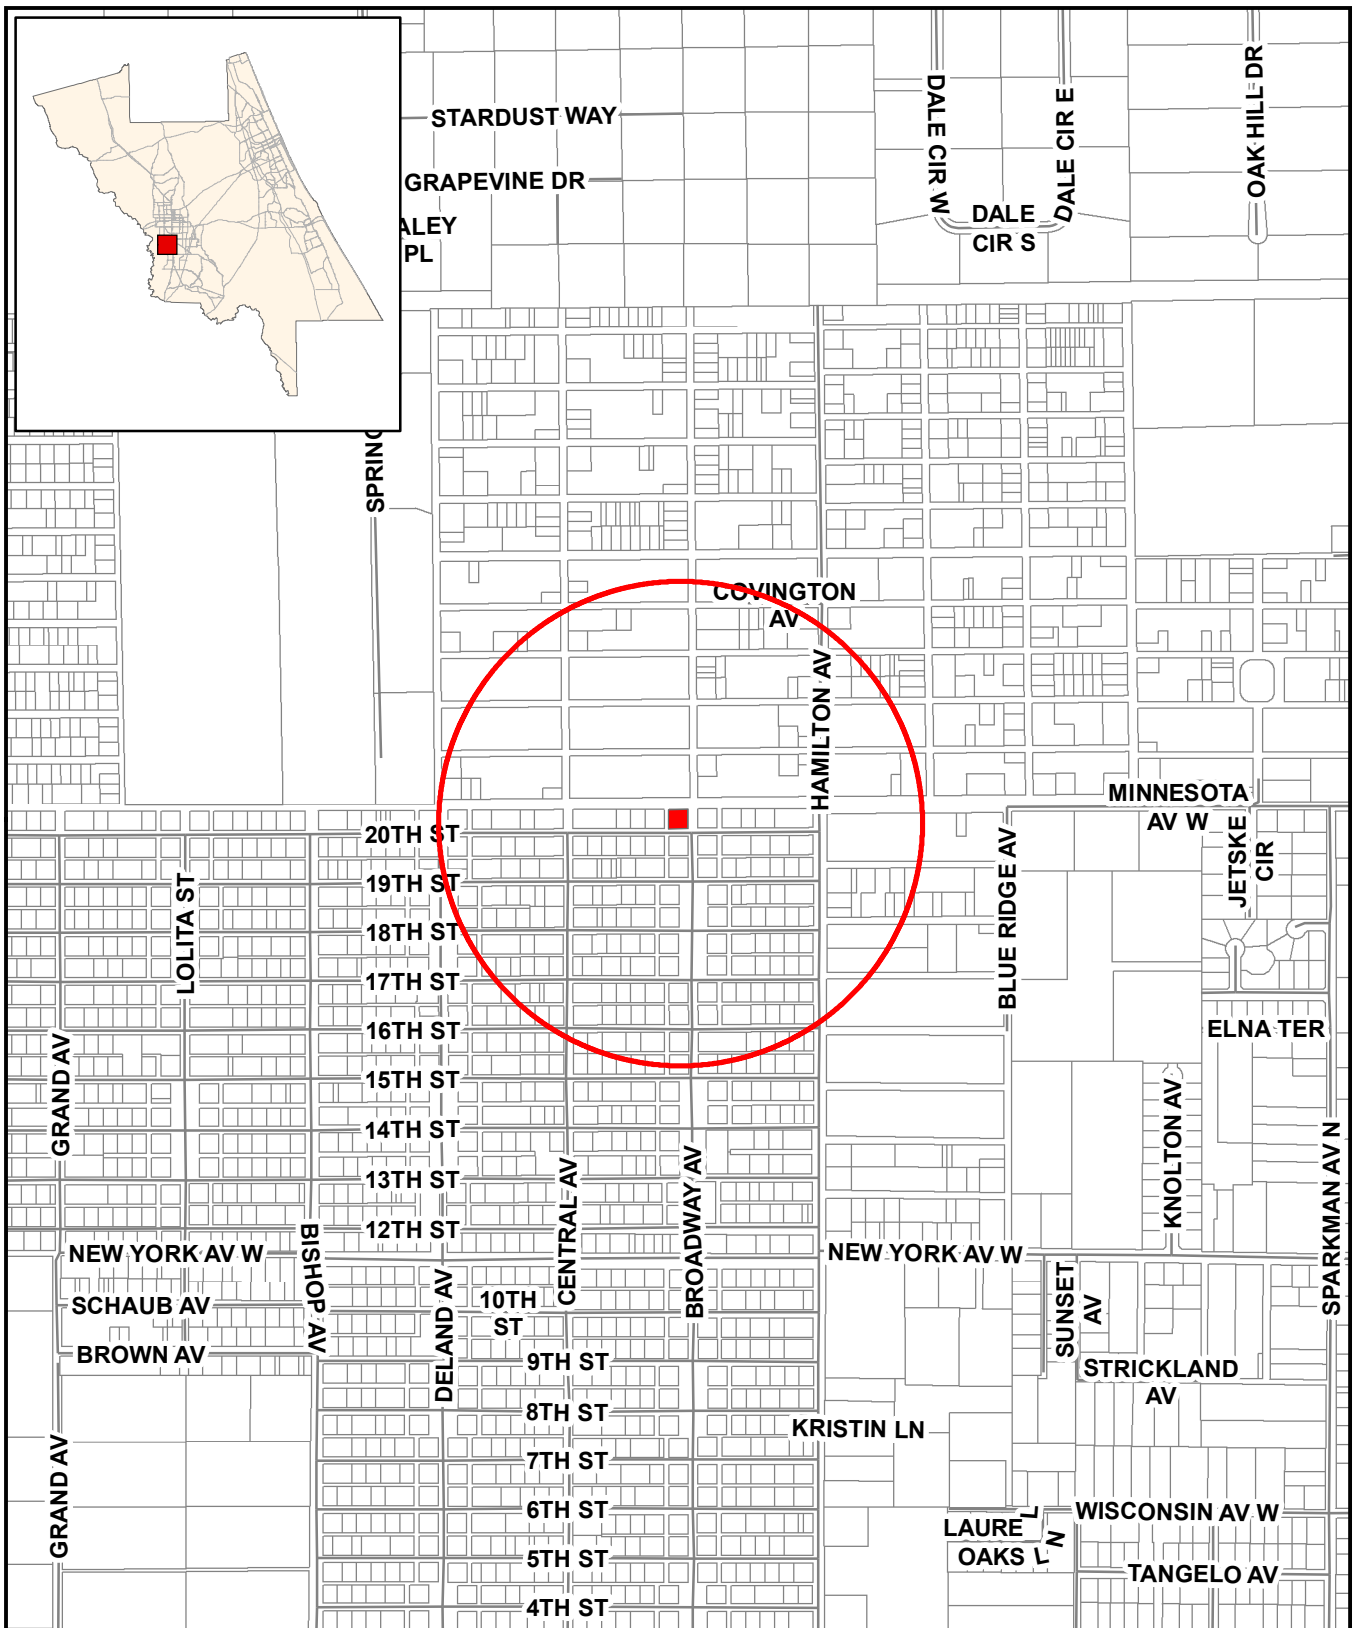 STARDUST WAY
GRAPEVINE DR
ALEY
PL
DALE CIR W
DALE
CIR S
DALE CIR E
OAK HILL DR
SPRING
COVINGTON
AV
HAMILTON AV
MINNESOTA
AV W
JETSKE
CIR
20TH ST
19TH ST
18TH ST
17TH ST
16TH ST
15TH ST
14TH ST
13TH ST
12TH ST
LOLITA ST
BLUE RIDGE AV
ELNA TER
GRAND AV
KNOLTON AV
SPARKMAN AV N
CENTRAL AV
BROADWAY AV
NEW YORK AV W
BISHOP AV
NEW YORK AV W
SCHAUB AV
BROWN AV
DELAND AV
10TH
ST
SUNSET
AV
9TH ST
STRICKLAND
AV
8TH ST
KRISTIN LN
7TH ST
GRAND AV
6TH ST
WISCONSIN AV W
LAUREL
OAKS LN
5TH ST
TANGELO AV
4TH ST